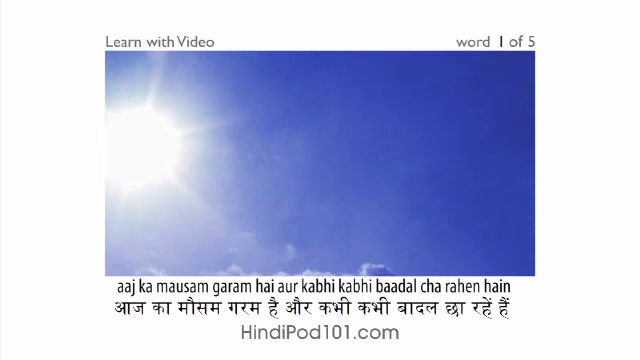 Learn with Video
word 1 of 5
aaj ka mausam garam hai aur kabhi kabhi baadal cha rahen hain
आज का मौसम गरम है और कभी कभी बादल छा रहें हैं
HindiPod101.com